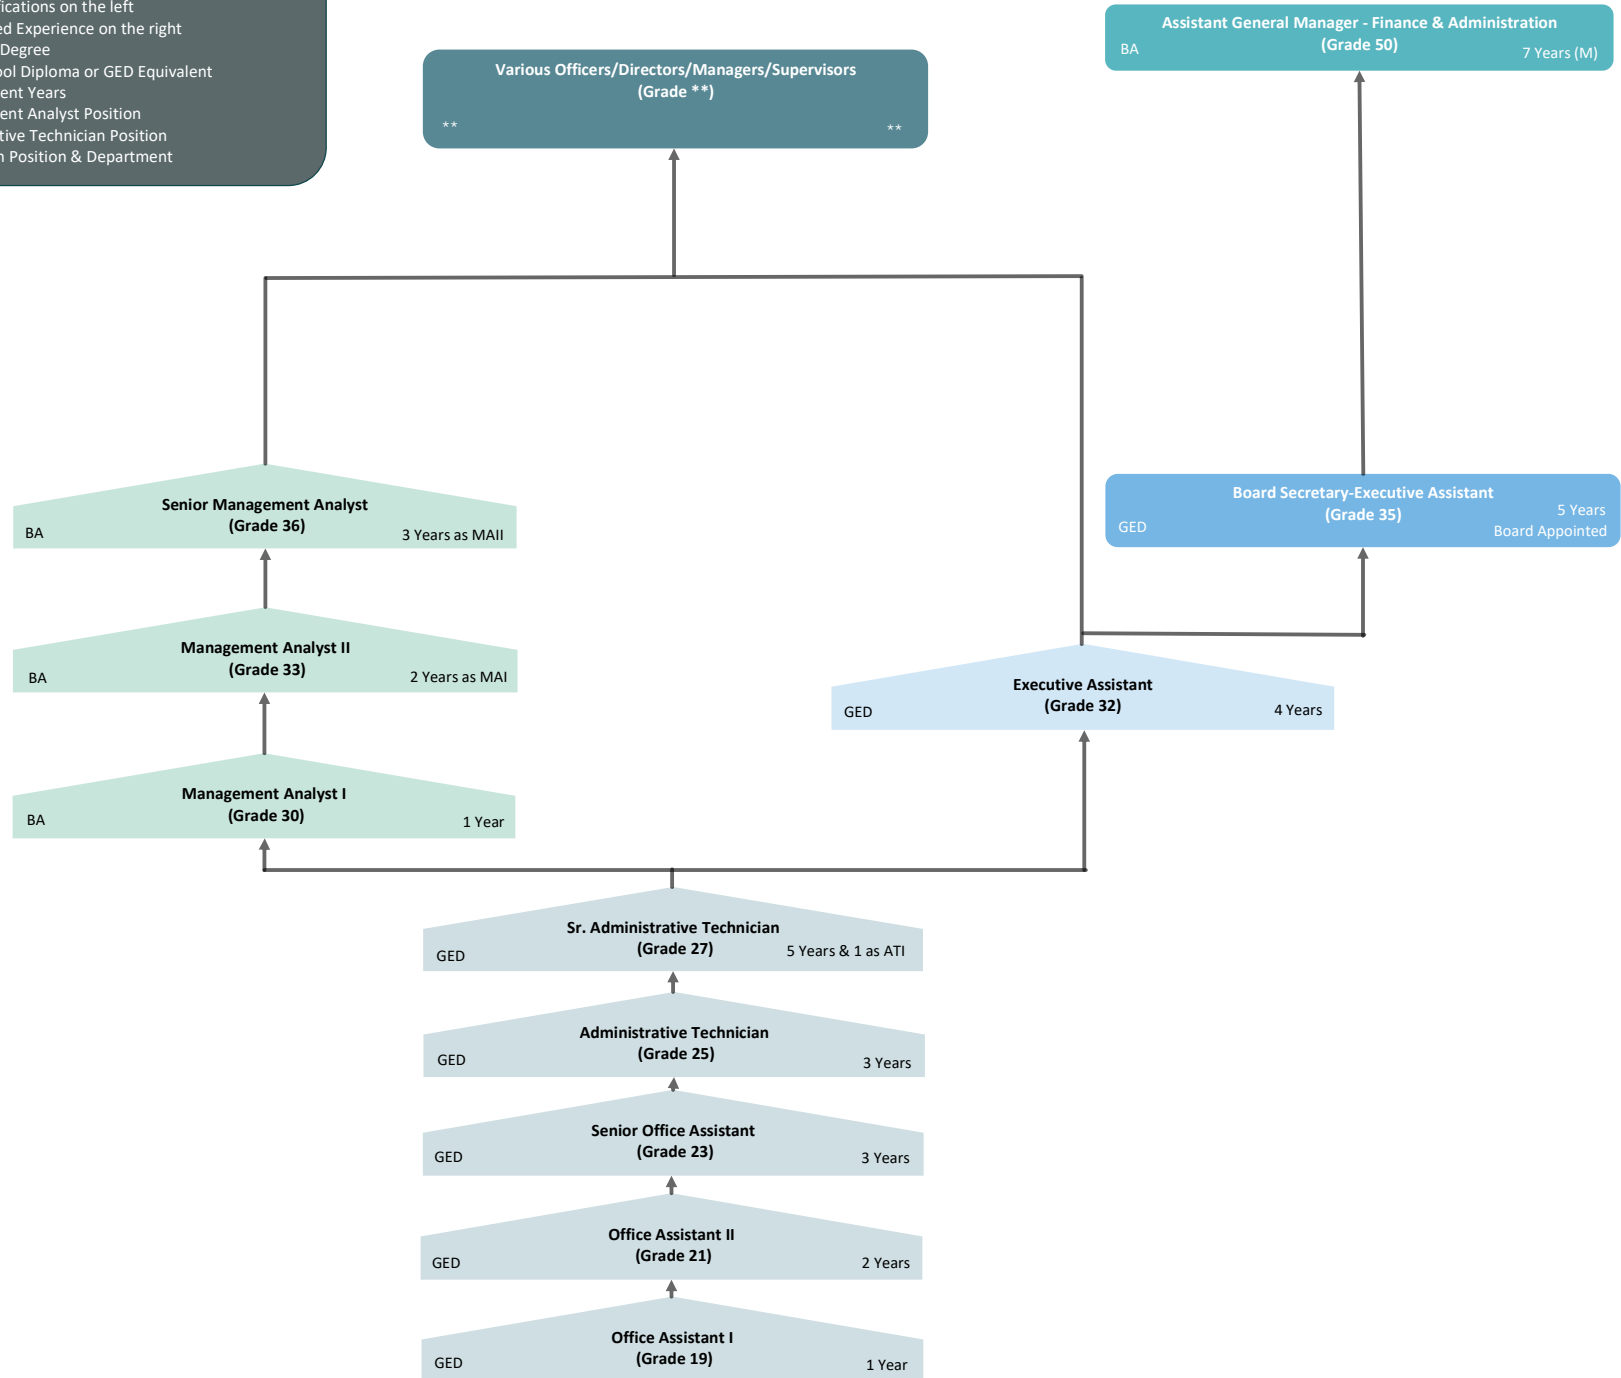 fications on the left
ed Experience on the right
Degree
ool Diploma or GED Equivalent
ent Years
ent Analyst Position
tive Technician Position
n Position & Department
Assistant General Manager - Finance & Administration
(Grade 50)
BA
7 Years (M)
Various Officers/Directors/Managers/Supervisors
(Grade **)
**
**
Senior Management Analyst
(Grade 36)
BA
3 Years as MAII
Board Secretary-Executive Assistant
(Grade 35)
GED
5 Years
Board Appointed
Management Analyst II
(Grade 33)
BA
2 Years as MAI
Executive Assistant
(Grade 32)
GED
4 Years
Management Analyst I
(Grade 30)
BA
1 Year
Sr. Administrative Technician
(Grade 27)
GED
5 Years & 1 as ATI
Administrative Technician
(Grade 25)
GED
3 Years
Senior Office Assistant
(Grade 23)
GED
3 Years
Office Assistant II
(Grade 21)
GED
2 Years
Office Assistant I
(Grade 19)
GED
1 Year